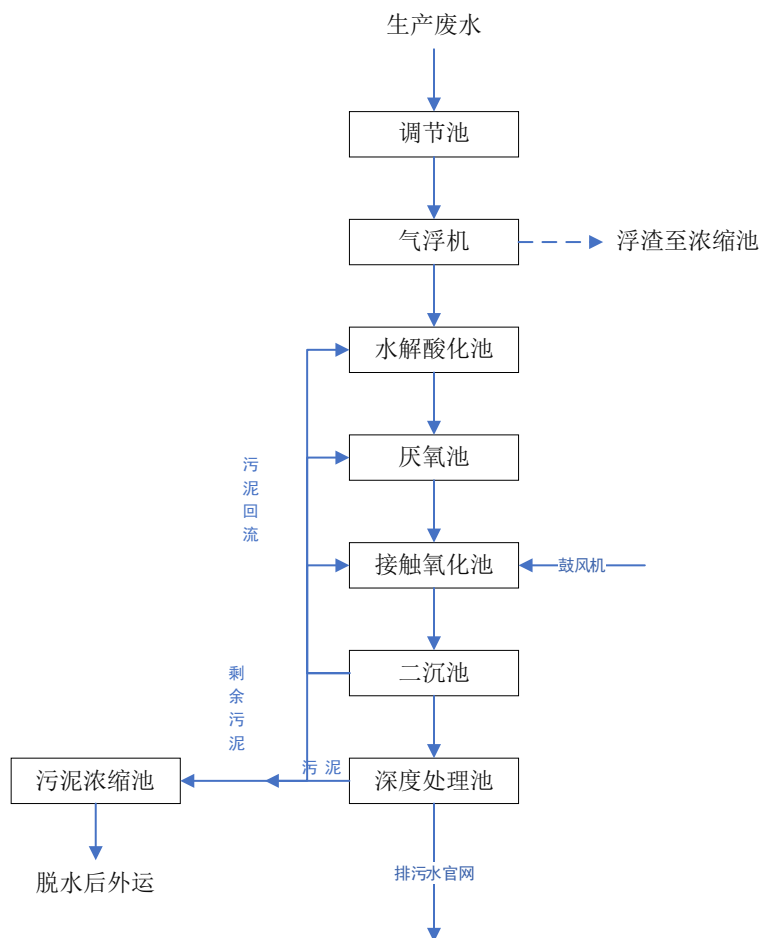 生产废水
调节池
气浮机
浮渣至浓缩池
水解酸化池
厌氧池
污泥回流
接触氧化池
鼓风机
二沉池
剩余污泥
污泥
深度处理池
污泥浓缩池
脱水后外运
排污水官网